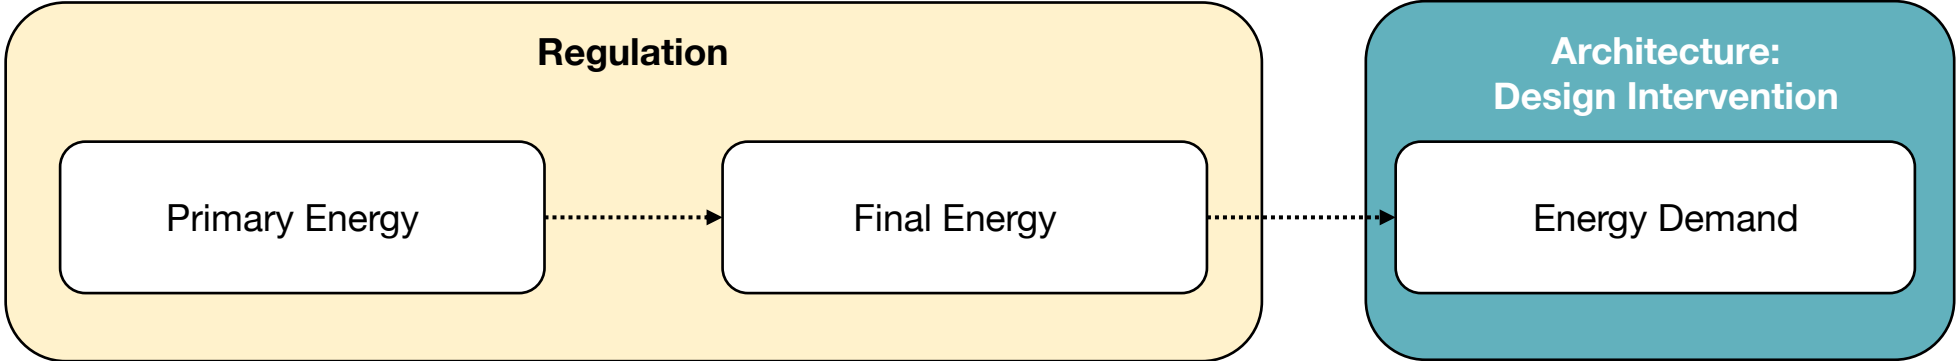 Regulation
Architecture:
Design Intervention
Primary Energy
Final Energy
Energy Demand